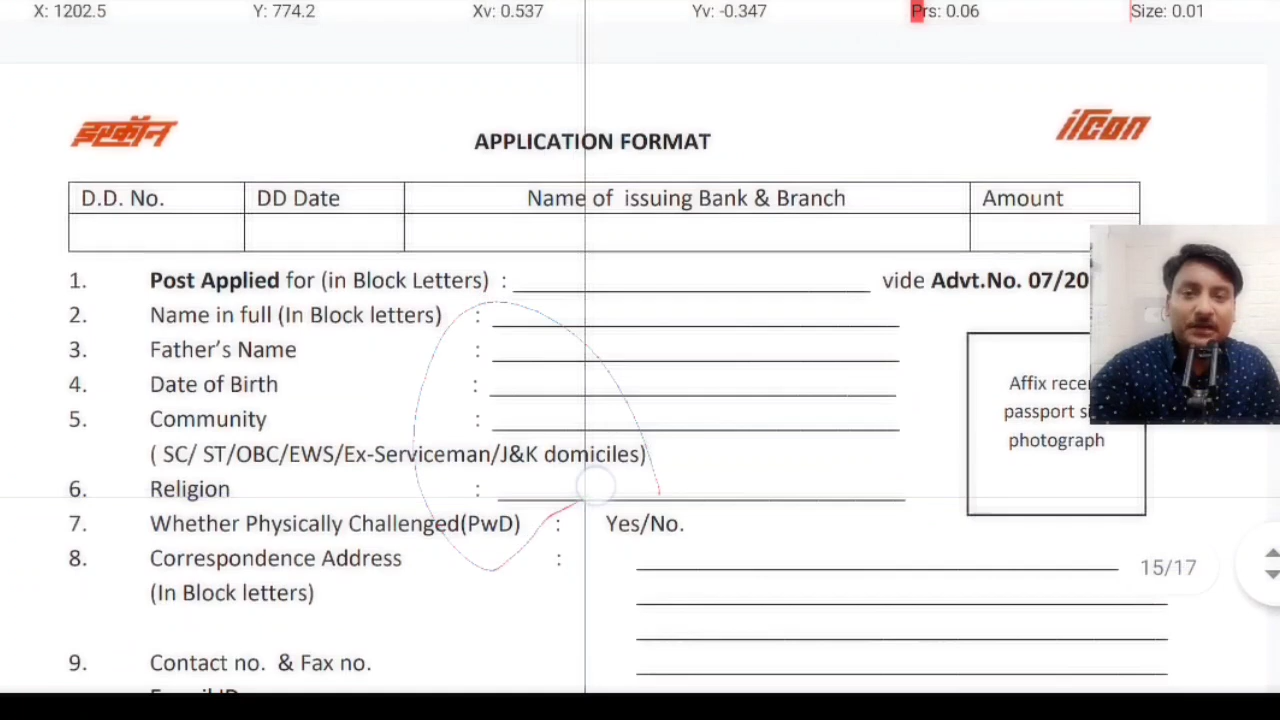 X: 1202.5 Y: 774.2 Xv: 0.537 Yv: -0.347 Prs: 0.06 Size: 0.01
इरकॉन ircon
APPLICATION FORMAT
D.D. No. DD Date Name of issuing Bank & Branch Amount
1. Post Applied for (in Block Letters) : vide Advt.No. 07/20
2. Name in full (In Block letters) :
3. Father’s Name :
4. Date of Birth :
5. Community :
( SC/ ST/OBC/EWS/Ex-Serviceman/J&K domiciles)
6. Religion :
Affix
passport
photograph
7. Whether Physically Challenged(PwD) : Yes/No.
8. Correspondence Address :
(In Block letters)
15/17
9. Contact no. & Fax no.